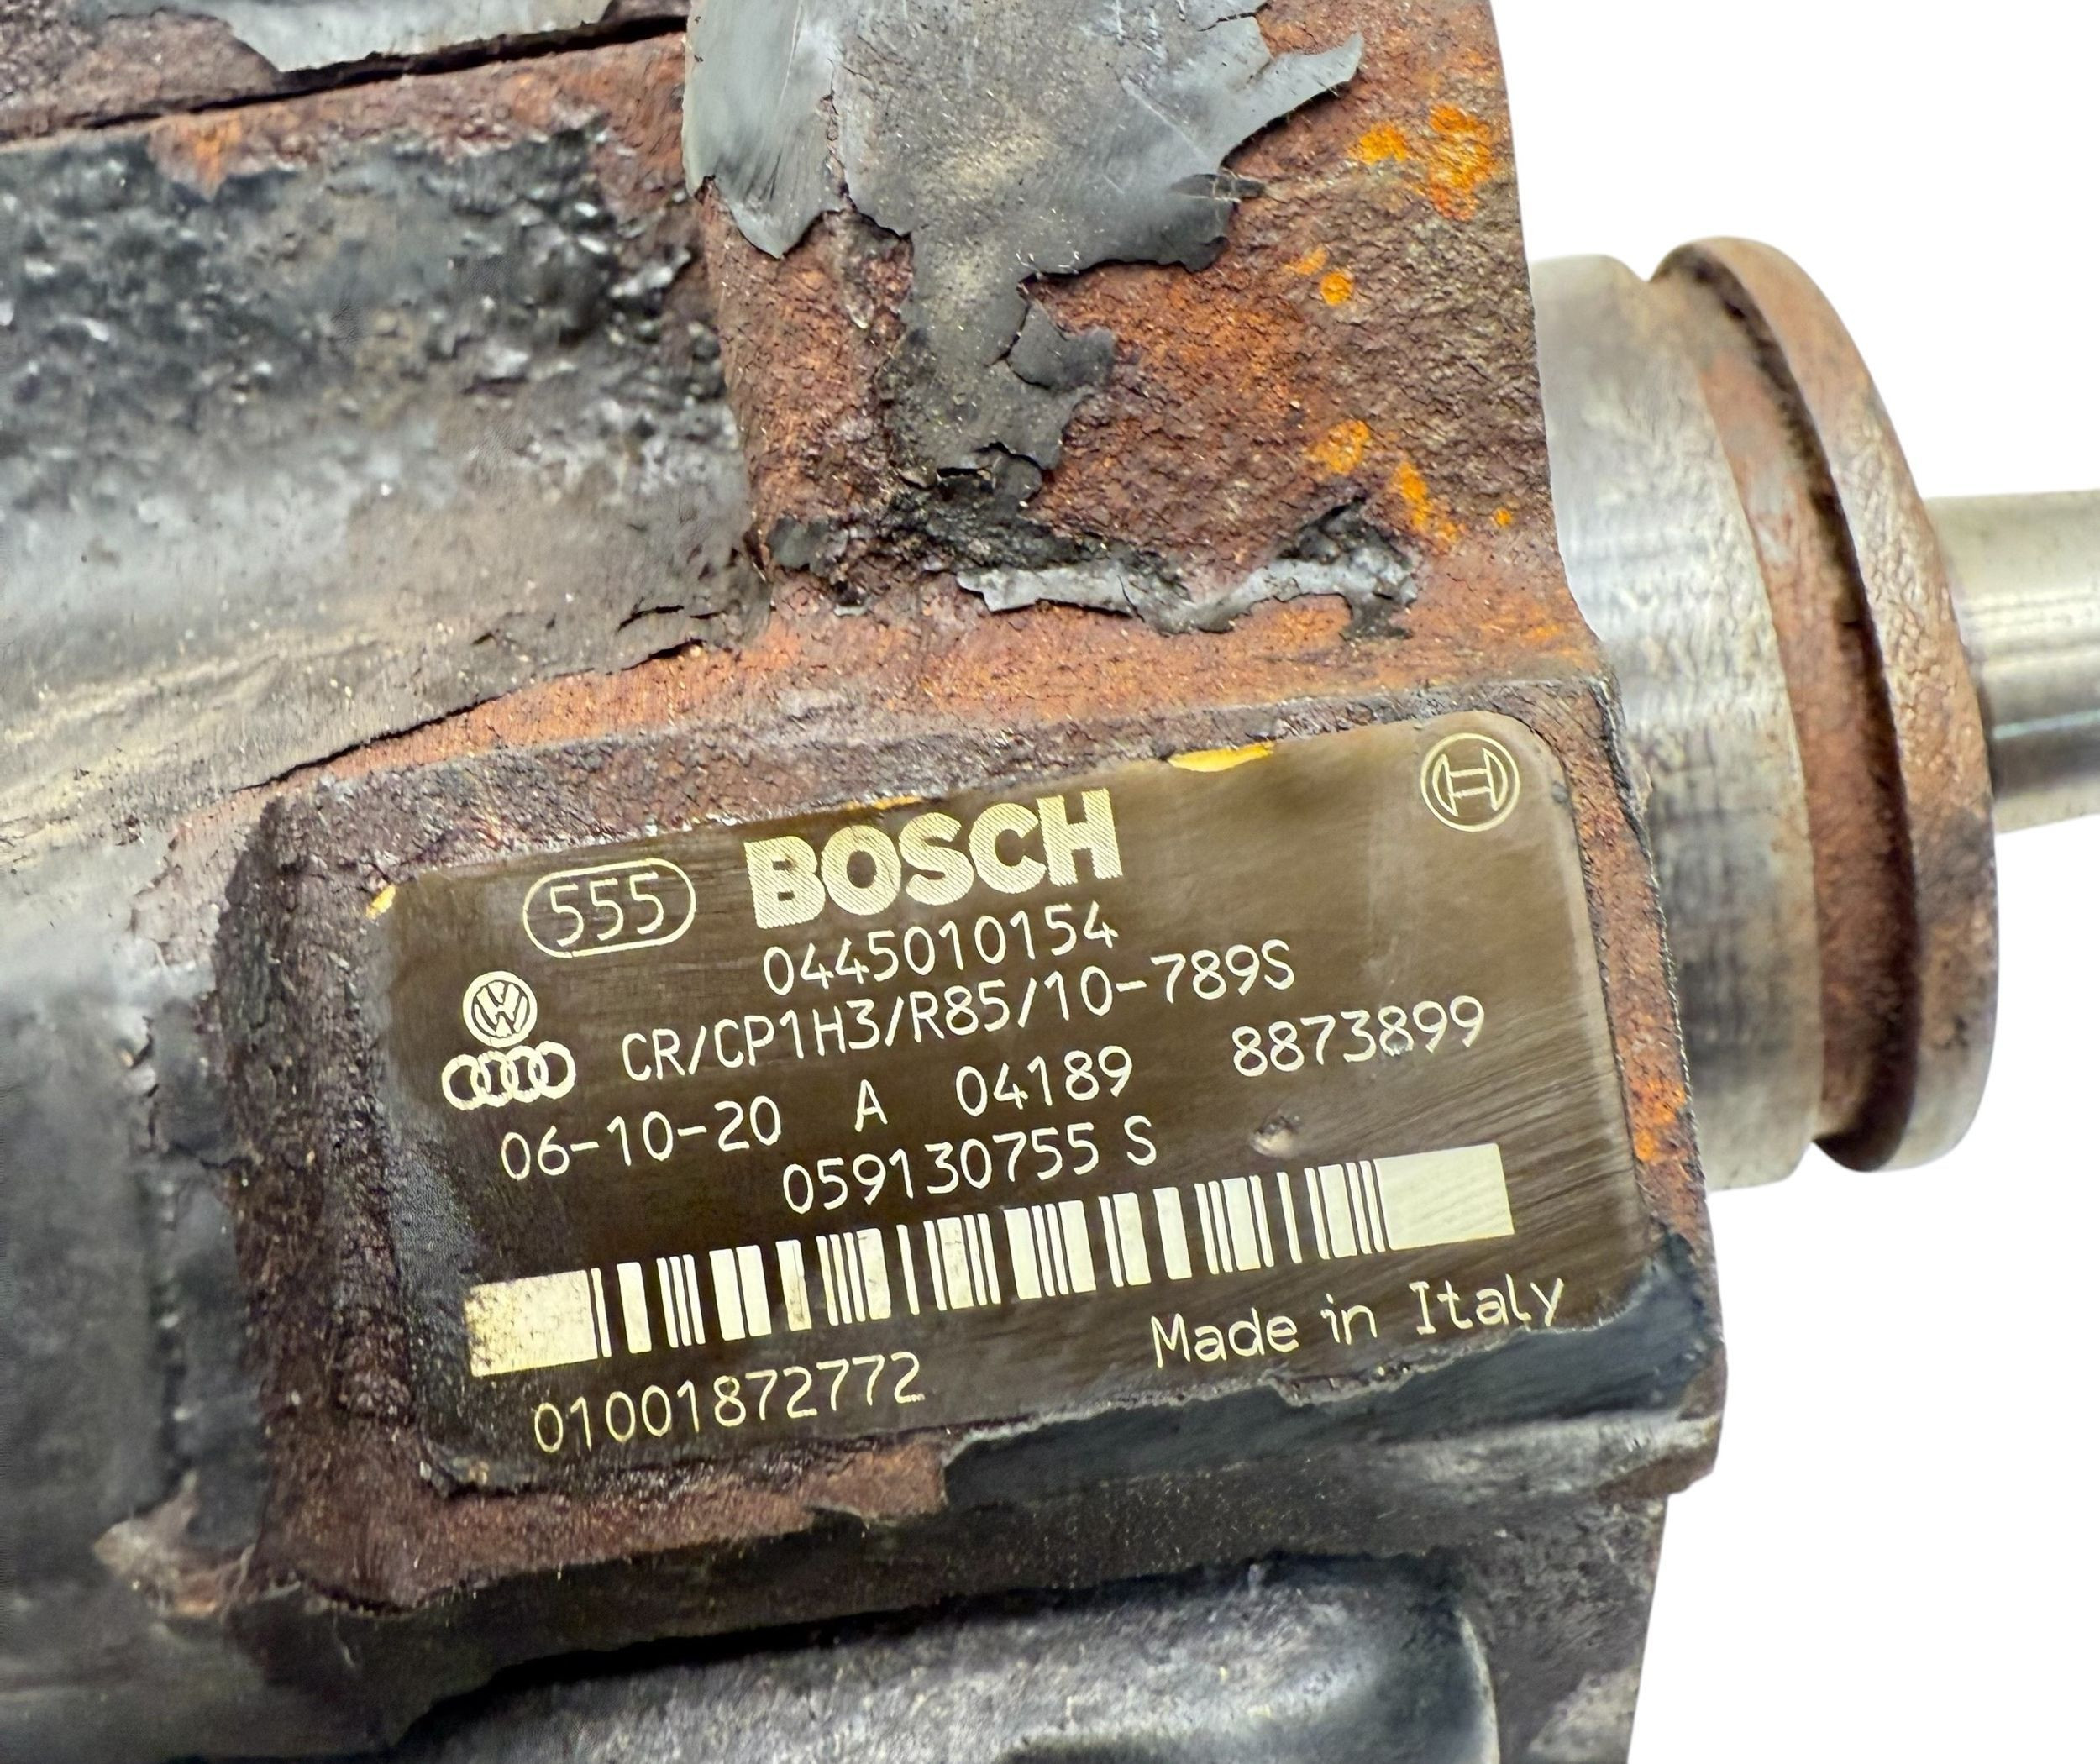 555 BOSCH
0445010154
CR/CP1H3/R85/10-789S
06-10-20 A 04189 8873899
059130755 S
01001872772 Made in Italy